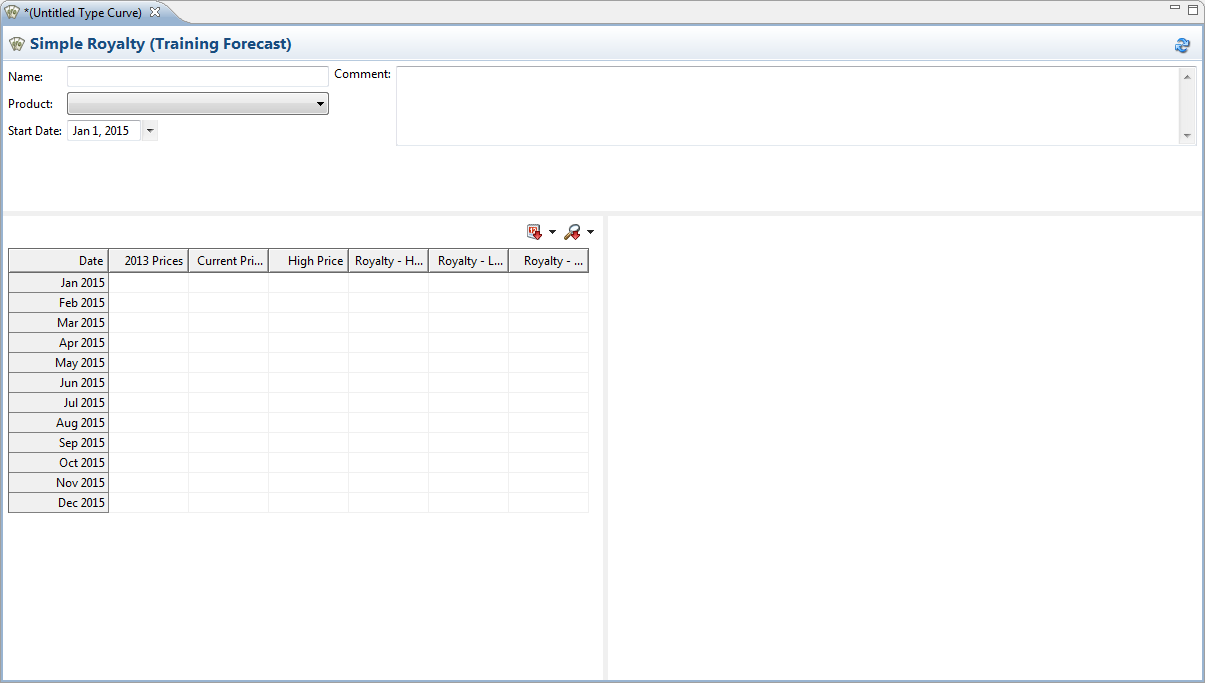 *(Untitled Type Curve)
Simple Royalty (Training Forecast)
Name:
Comment:
Product:
Start Date: Jan 1, 2015
Date 2013 Prices Current Pri... High Price Royalty - H... Royalty - L... Royalty - ...
Jan 2015
Feb 2015
Mar 2015
Apr 2015
May 2015
Jun 2015
Jul 2015
Aug 2015
Sep 2015
Oct 2015
Nov 2015
Dec 2015